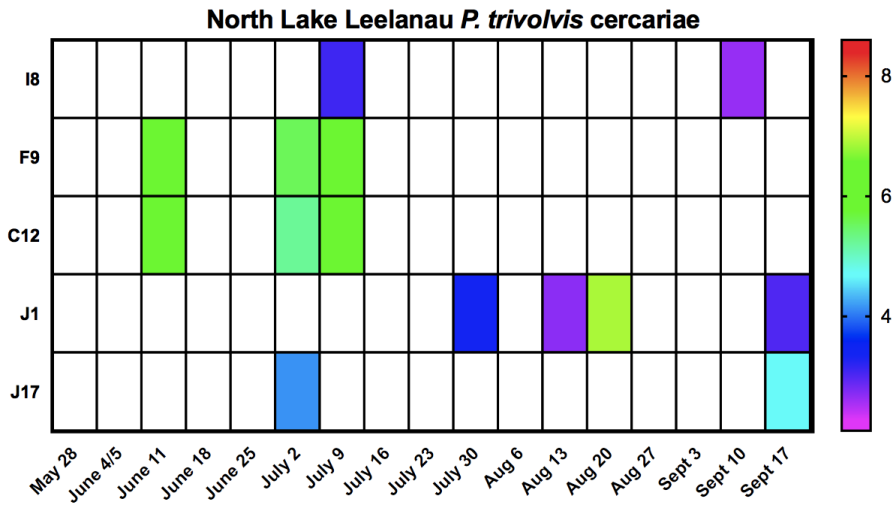 North Lake Leelanau P. trivolvis cercariae
I8
F9
C12
J1
J17
8
6
4
May 28
June 4/5
June 11
June 18
June 25
July 2
July 9
July 16
July 23
July 30
Aug 6
Aug 13
Aug 20
Aug 27
Sept 3
Sept 10
Sept 17